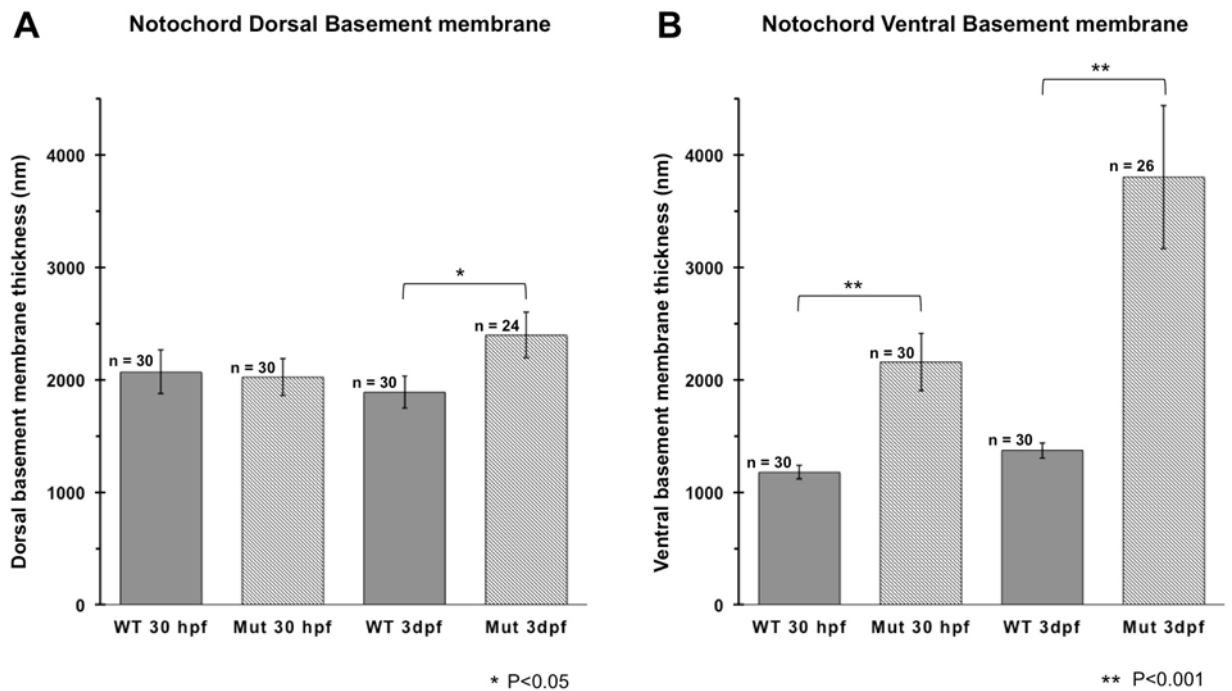 A Notochord Dorsal Basement membrane
Dorsal basement membrane thickness (nm)
4000
3000
2000
1000
0
n = 30
n = 30
n = 30
n = 24
*
WT 30 hpf Mut 30 hpf WT 3dpf Mut 3dpf
* P<0.05
B Notochord Ventral Basement membrane
Ventral basement membrane thickness (nm)
4000
3000
2000
1000
0
n = 30
n = 30
n = 30
n = 26
**
**
WT 30 hpf Mut 30 hpf WT 3dpf Mut 3dpf
** P<0.001